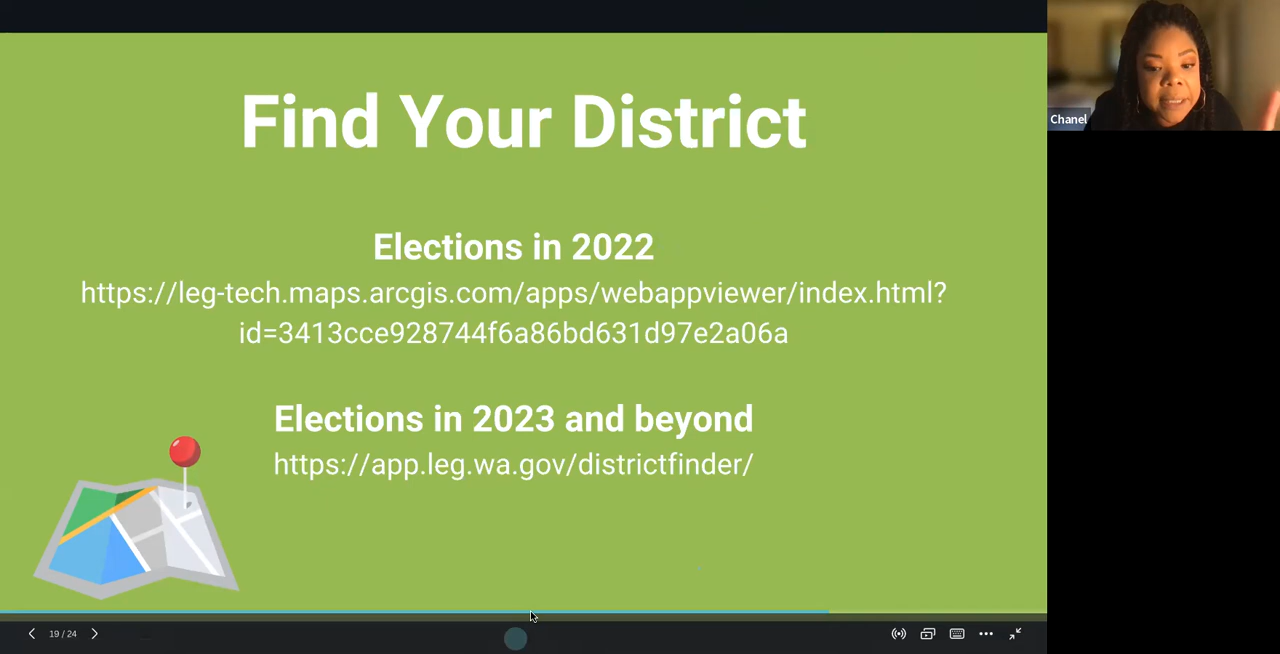 Find Your District
Elections in 2022
https://leg-tech.maps.arcgis.com/apps/webappviewer/index.html?
id=3413cce928744f6a86bd631d97e2a06a
Elections in 2023 and beyond
https://app.leg.wa.gov/districtfinder/
Chanel
19 / 24